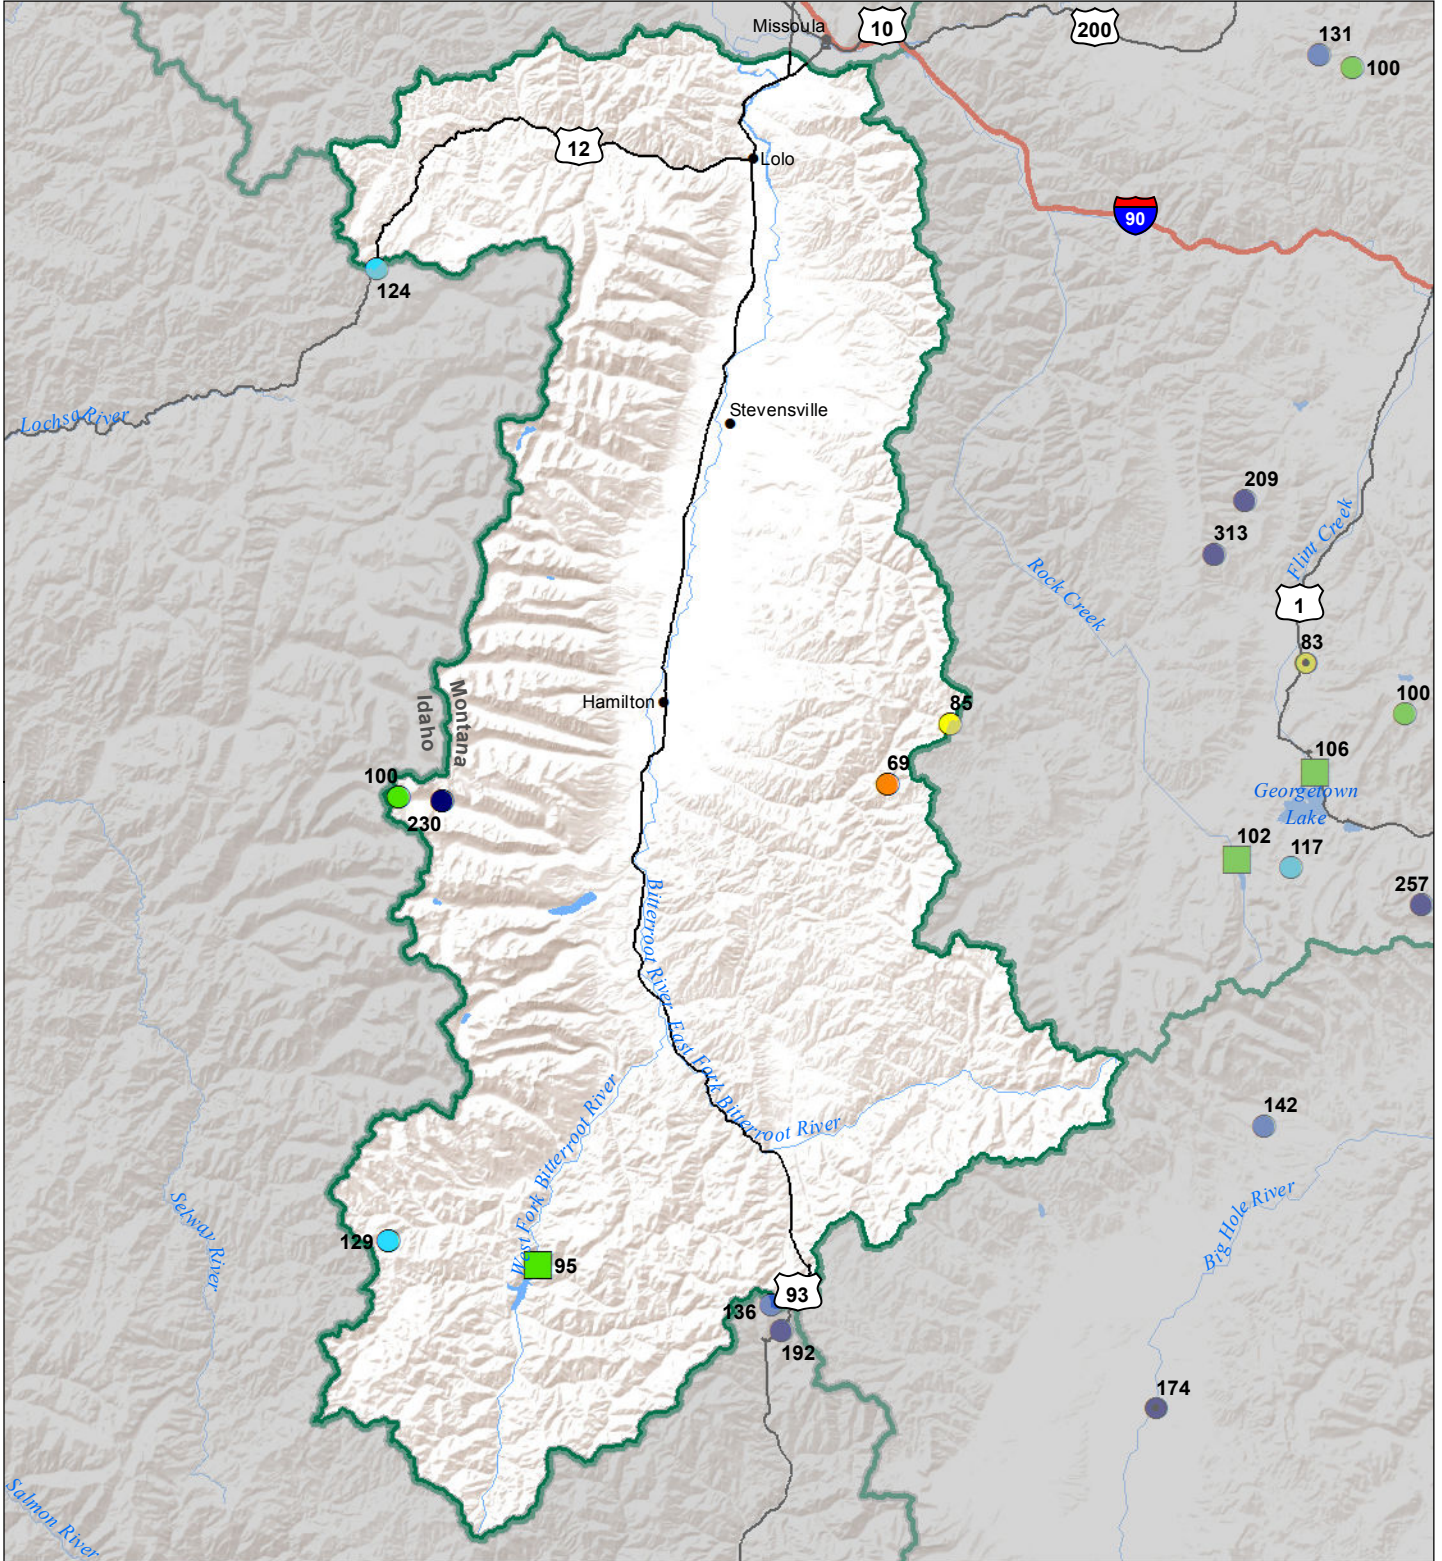 Missoula
10
200
131
100
12
Lolo
90
124
Lochsa River
Stevensville
209
313
Flint Creek
Rock Creek
1
83
Montana
Idaho
Hamilton
85
100
69
106
100
230
Georgetown
Lake
102
117
257
Bitterroot River
East Fork Bitterroot River
West Fork Bitterroot River
142
Selway River
Big Hole River
129
95
93
136
192
174
Salmon River